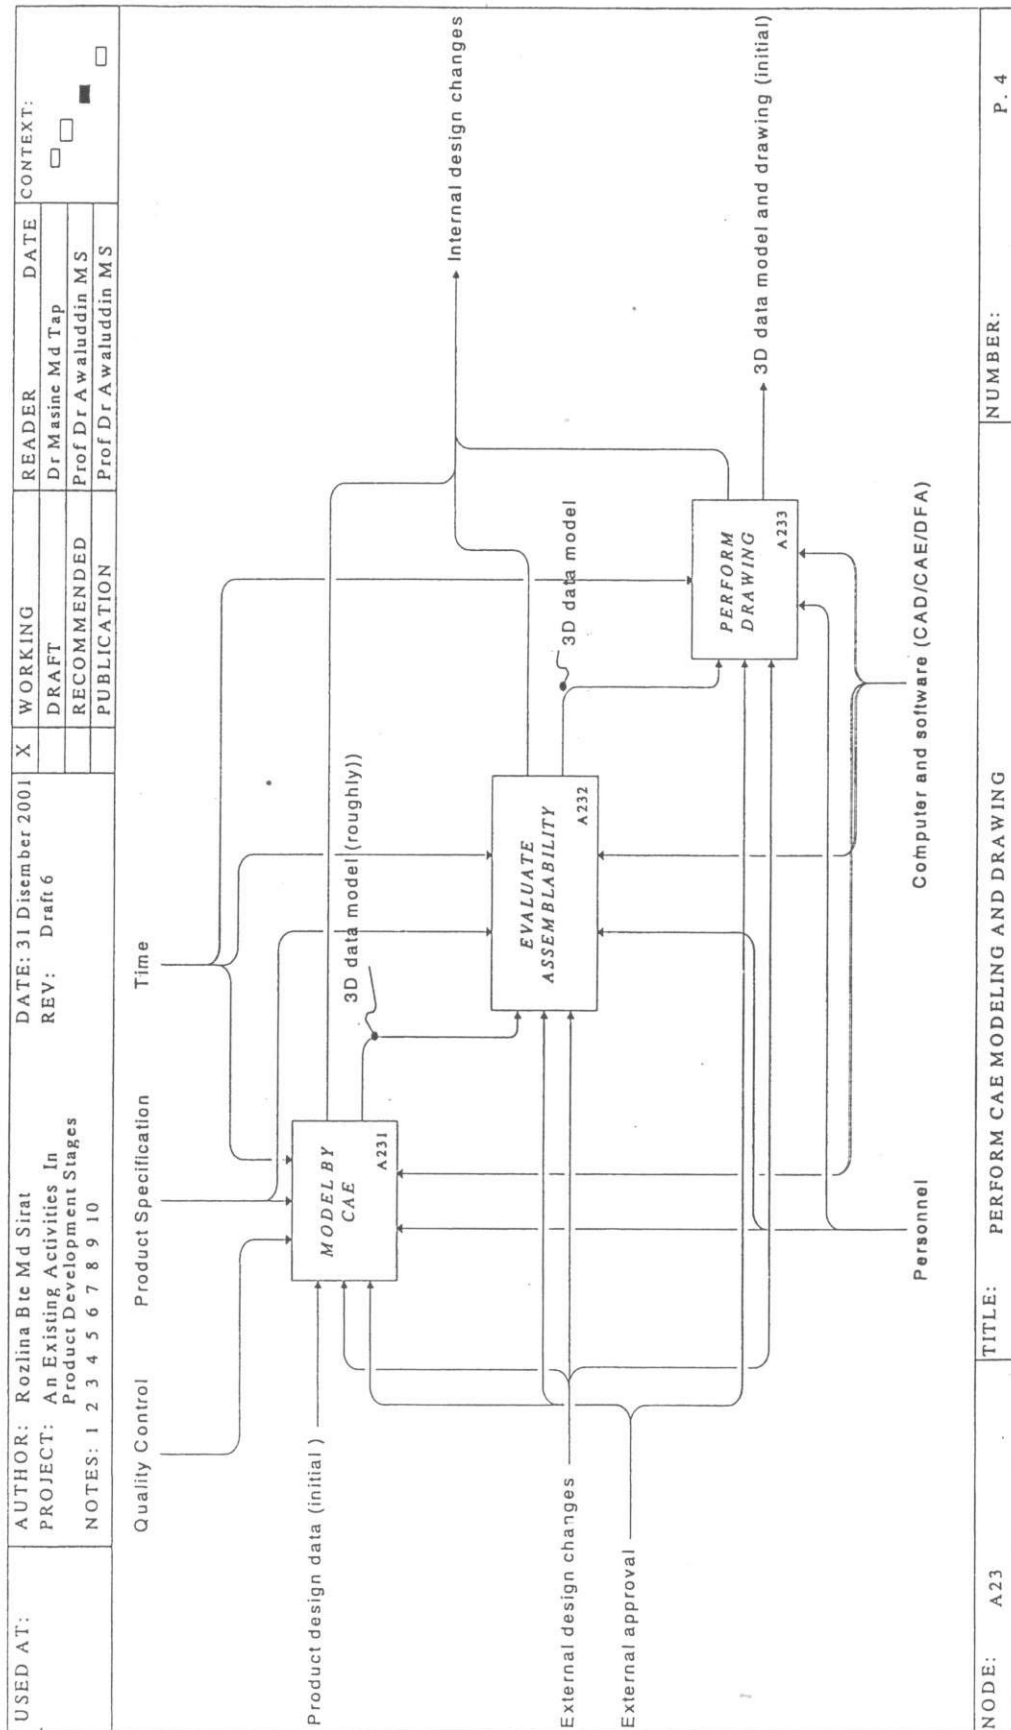 USED AT:
AUTHOR: Rozlina Bte Md Sirat
PROJECT: An Existing Activities In
Product Development Stages
NOTES: 1 2 3 4 5 6 7 8 9 10
DATE: 31 Disember 2001
REV: Draft 6
X WORKING
DRAFT
RECOMMENDED
PUBLICATION
READER DATE
Dr Masine Md Tap
Prof Dr Awaluddin MS
Prof Dr Awaluddin MS
CONTEXT:
Quality Control
Product Specification
Time
Product design data (initial )
MODEL BY
CAE
A231
3D data model (roughly))
Internal design changes
External design changes
External approval
EVALUATE
ASSEMBLABILITY
A232
3D data model
PERFORM
DRAWING
A233
3D data model and drawing (initial)
Personnel
Computer and software (CAD/CAE/DFA)
NODE: A23
TITLE: PERFORM CAE MODELING AND DRAWING
NUMBER: P. 4